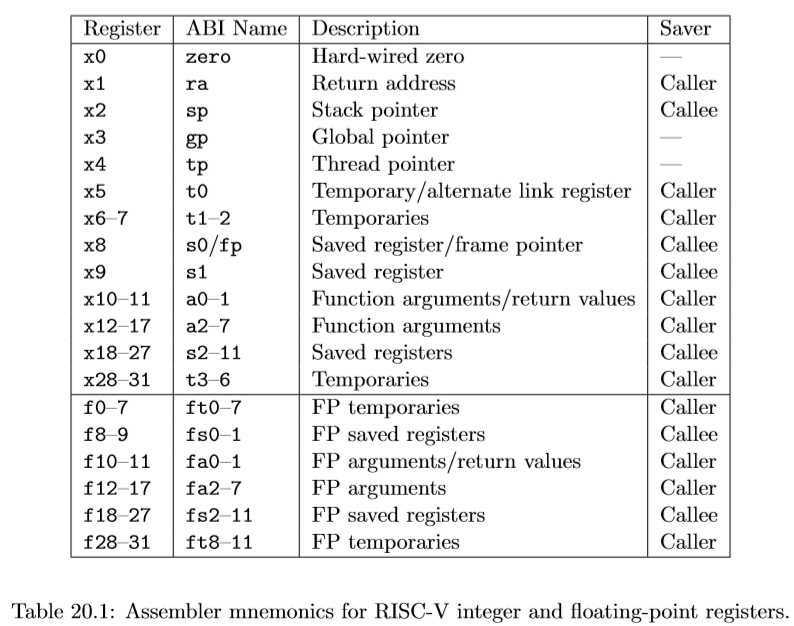 Register ABI Name Description Saver
x0 zero Hard-wired zero —
x1 ra Return address Caller
x2 sp Stack pointer Callee
x3 gp Global pointer —
x4 tp Thread pointer —
x5 t0 Temporary/alternate link register Caller
x6–7 t1–2 Temporaries Caller
x8 s0/fp Saved register/frame pointer Callee
x9 s1 Saved register Callee
x10–11 a0–1 Function arguments/return values Caller
x12–17 a2–7 Function arguments Caller
x18–27 s2–11 Saved registers Callee
x28–31 t3–6 Temporaries Caller
f0–7 ft0–7 FP temporaries Caller
f8–9 fs0–1 FP saved registers Callee
f10–11 fa0–1 FP arguments/return values Caller
f12–17 fa2–7 FP arguments Caller
f18–27 fs2–11 FP saved registers Callee
f28–31 ft8–11 FP temporaries Caller
Table 20.1: Assembler mnemonics for RISC-V integer and floating-point registers.